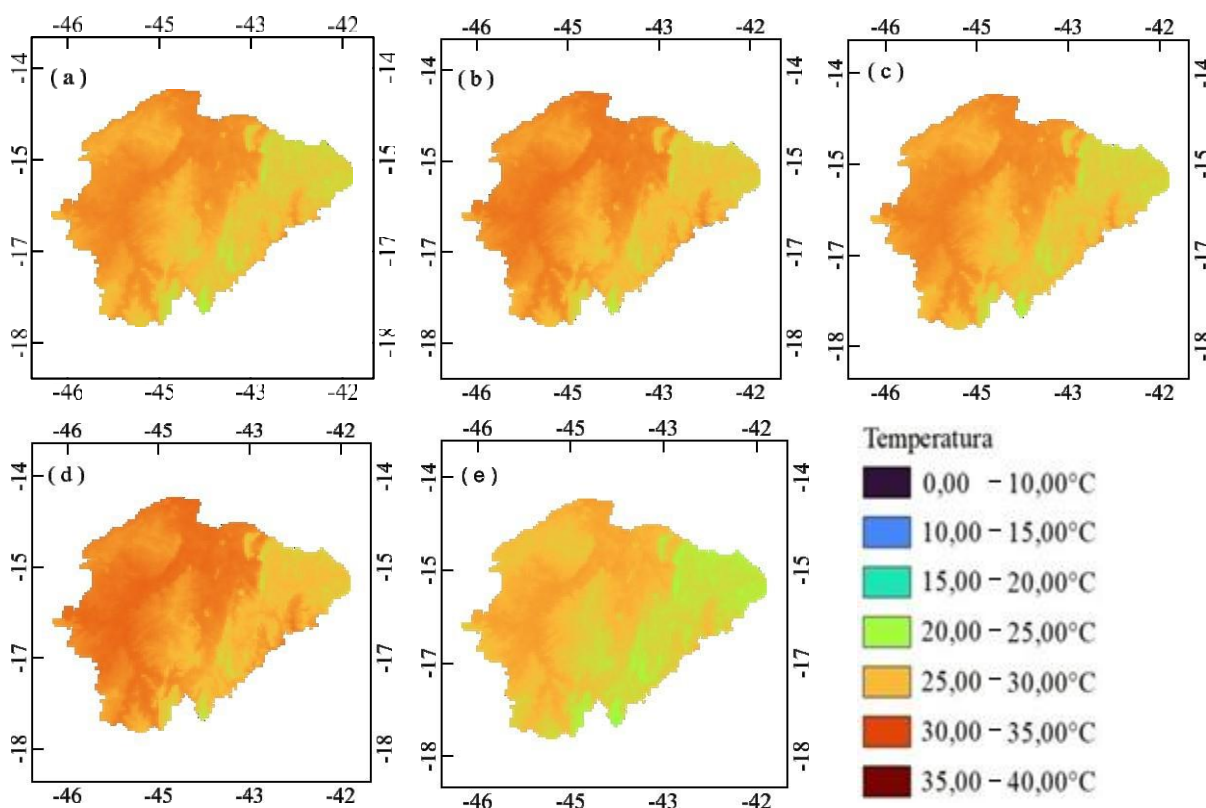 -46 -45 -43 -42
-46 -45 -43 -42
-46 -45 -43 -42
-14 ( a ) -14
-15 -15
-17 -17
-18 -18
-46 -45 -43 -42
-14 ( b ) -14
-15 -15
-17 -17
-18 -18
-46 -45 -43 -42
-14 ( c ) -14
-15 -15
-17 -17
-18 -18
-46 -45 -43 -42
-46 -45 -43 -42
-14 ( d ) -14
-15 -15
-17 -17
-18 -18
-46 -45 -43 -42
-46 -45 -43 -42
-14 ( e ) -14
-15 -15
-17 -17
-18 -18
-46 -45 -43 -42
Temperatura
0,00 – 10,00°C
10,00 – 15,00°C
15,00 – 20,00°C
20,00 – 25,00°C
25,00 – 30,00°C
30,00 – 35,00°C
35,00 – 40,00°C